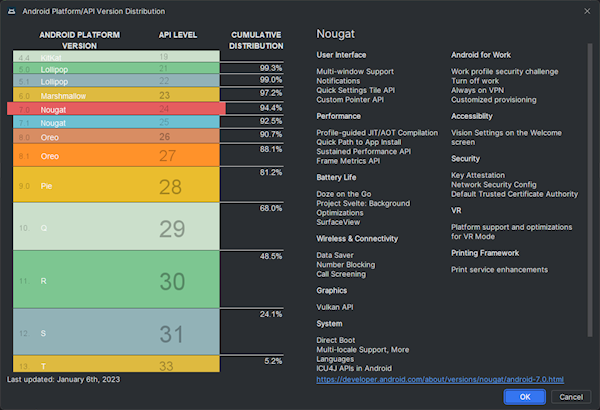 Android Platform/API Version Distribution
ANDROID PLATFORM
VERSION
API LEVEL
CUMULATIVE
DISTRIBUTION
4.4 KitKat 19
5.0 Lollipop 21 99.3%
5.1 Lollipop 22 99.0%
6.0 Marshmallow 23 97.2%
7.0 Nougat 24 94.4%
7.1 Nougat 25 92.5%
8.0 Oreo 26 90.7%
8.1 Oreo 27 88.1%
9.0 Pie 28 81.2%
10. Q 29 68.0%
11. R 30 48.5%
12. S 31 24.1%
13. T 33 5.2%
Last updated: January 6th, 2023
Nougat
User Interface
Multi-window Support
Notifications
Quick Settings Tile API
Custom Pointer API
Performance
Profile-guided JIT/AOT Compilation
Quick Path to App Install
Sustained Performance API
Frame Metrics API
Battery Life
Doze on the Go
Project Svelte: Background
Optimizations
SurfaceView
Wireless & Connectivity
Data Saver
Number Blocking
Call Screening
Graphics
Vulkan API
System
Direct Boot
Multi-locale Support, More
Languages
ICU4J APIs in Android
Android for Work
Work profile security challenge
Turn off work
Always on VPN
Customized provisioning
Accessiblity
Vision Settings on the Welcome
screen
Security
Key Attestation
Network Security Config
Default Trusted Certificate Authority
VR
Platform support and optimizations
for VR Mode
Printing Framework
Print service enhancements
https://developer.android.com/about/versions/nougat/android-7.0.html
OK
Cancel